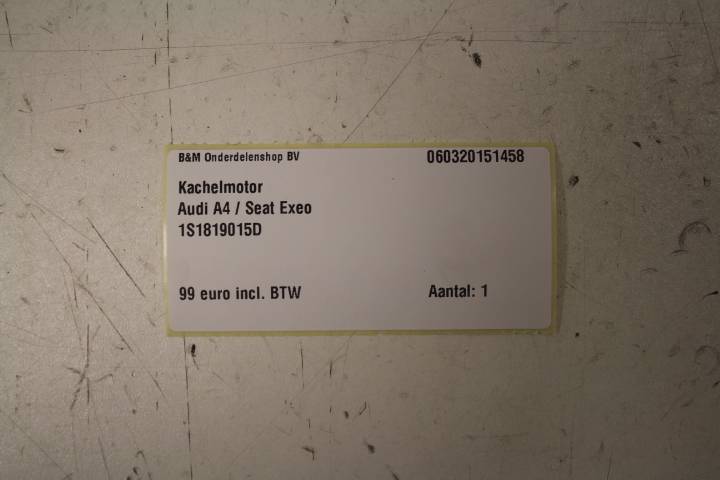 B&M Onderdelenshop BV 060320151458
Kachelmotor
Audi A4 / Seat Exeo
1S1819015D
99 euro incl. BTW Aantal: 1